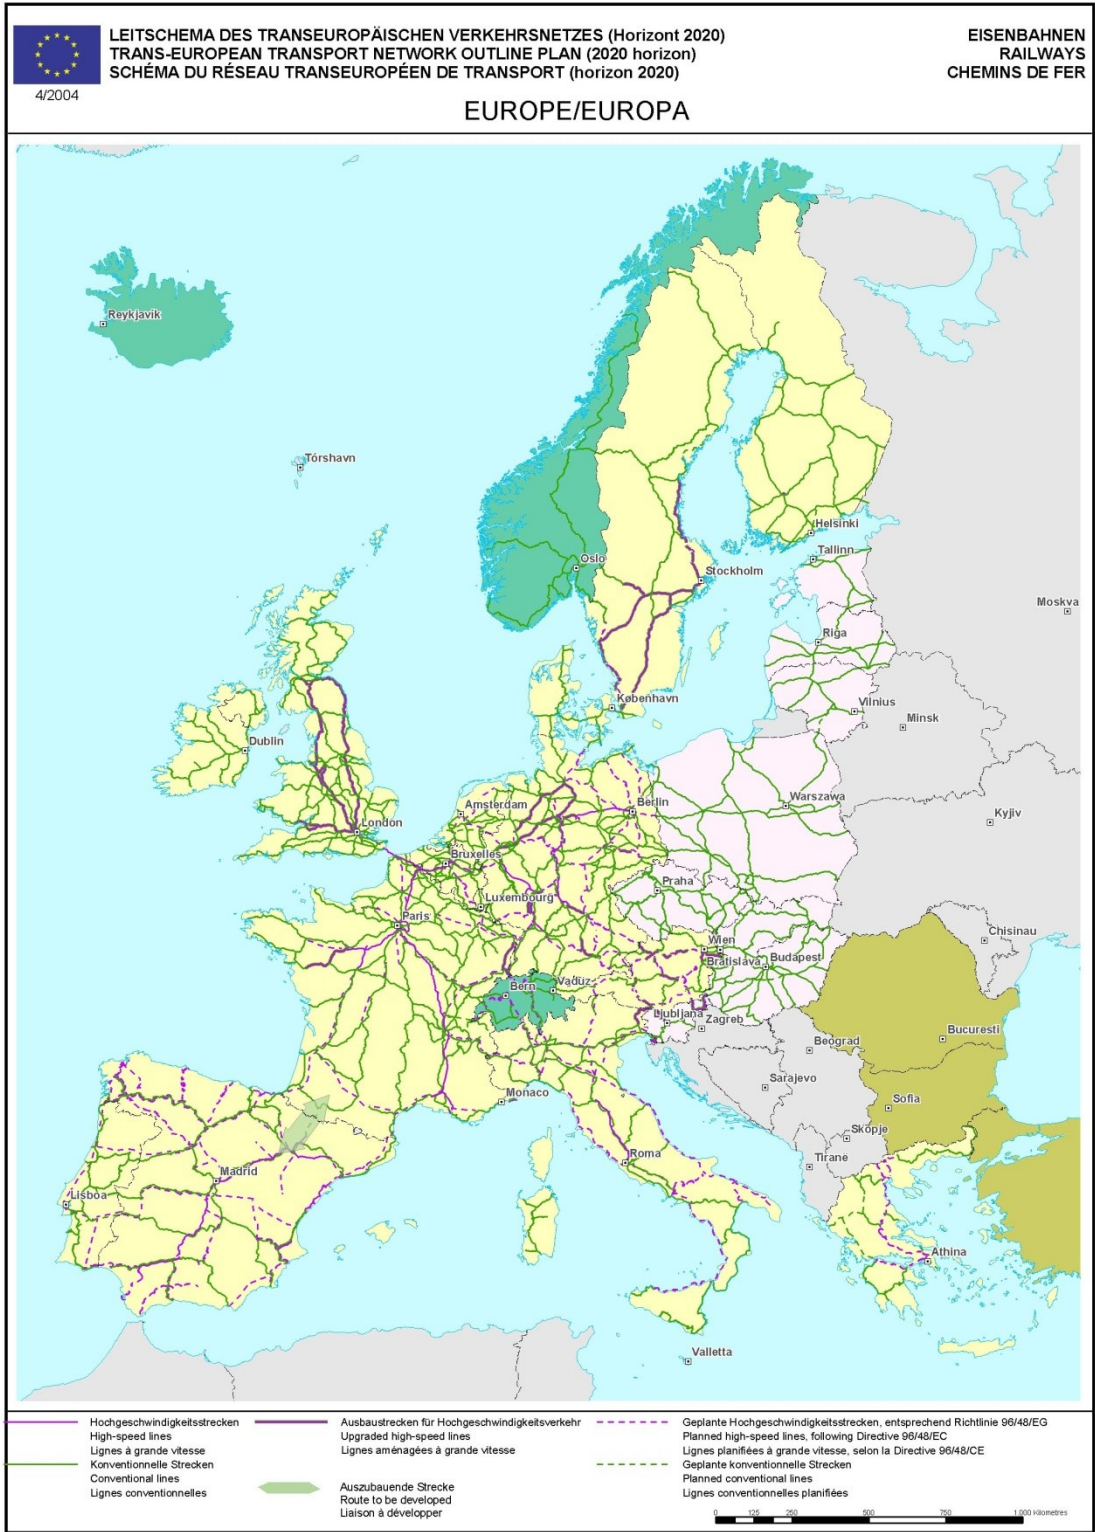 LEITSCHEMA DES TRANSEUROPÄISCHEN VERKEHRSNETZES (Horizont 2020)
TRANS-EUROPEAN TRANSPORT NETWORK OUTLINE PLAN (2020 horizon)
SCHÉMA DU RÉSEAU TRANSEUROPÉEN DE TRANSPORT (horizon 2020)
EISENBAHNEN
RAILWAYS
CHEMINS DE FER
4/2004
EUROPE/EUROPA
Reykjavik
Tórshavn
Helsinki
Tallinn
Oslo
Stockholm
Moskva
Riga
København
Vilnius
Minsk
Dublin
Amsterdam
Berlin
Warszawa
London
Kyjiv
Bruxelles
Praha
Luxembourg
Paris
Chisinau
Wien
Bratislava
Budapest
Bern
Vaduz
Ljubljana
Zagreb
Bucuresti
Beograd
Sarajevo
Monaco
Sofia
Skopje
Roma
Tirane
Madrid
Lisboa
Athina
Valletta
Hochgeschwindigkeitsstrecken
High-speed lines
Lignes à grande vitesse
Konventionnelle Strecken
Conventional lines
Lignes conventionnelles
Ausbaustrecken für Hochgeschwindigkeitsverkehr
Upgraded high-speed lines
Lignes aménagées à grande vitesse
Auszubauende Strecke
Route to be developed
Liaison à développer
Geplante Hochgeschwindigkeitsstrecken, entsprechend Richtlinie 96/48/EG
Planned high-speed lines, following Directive 96/48/EC
Lignes planifiées à grande vitesse, selon la Directive 96/48/CE
Geplante konventionelle Strecken
Planned conventional lines
Lignes conventionnelles planifiées
0 125 250 500 750 1.000 Kilometres